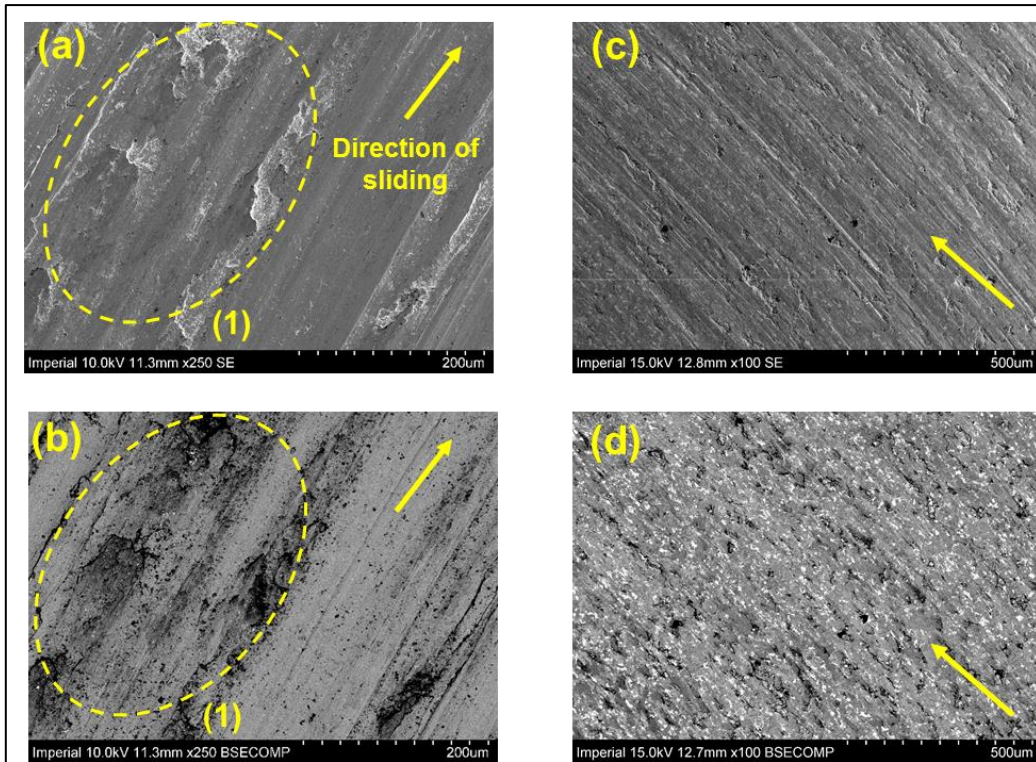 (a)
Direction of
sliding
(1)
Imperial 10.0kV 11.3mm x250 SE 200um
(c)
Imperial 15.0kV 12.8mm x100 SE 500um
(b)
(1)
Imperial 10.0kV 11.3mm x250 BSECOMP 200um
(d)
Imperial 15.0kV 12.7mm x100 BSECOMP 500um